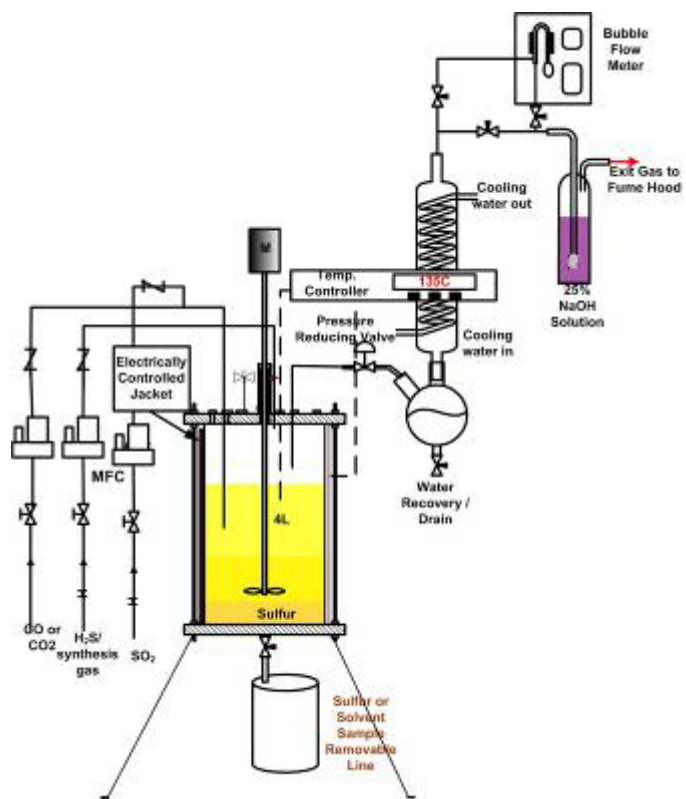 Bubble
Flow
Meter
Cooling
water out
Exit Gas to
Fume Hood
M
Temp.
Controller
135C
25%
NaOH
Solution
Pressure
Reducing Valve
Cooling
water in
Electrically
Controlled
Jacket
MFC
Water
Recovery /
Drain
4L
Sulfur
CO or
CO2
H₂S/
synthesis
gas
SO₂
Sulfur or
Solvent
Sample
Removable
Line